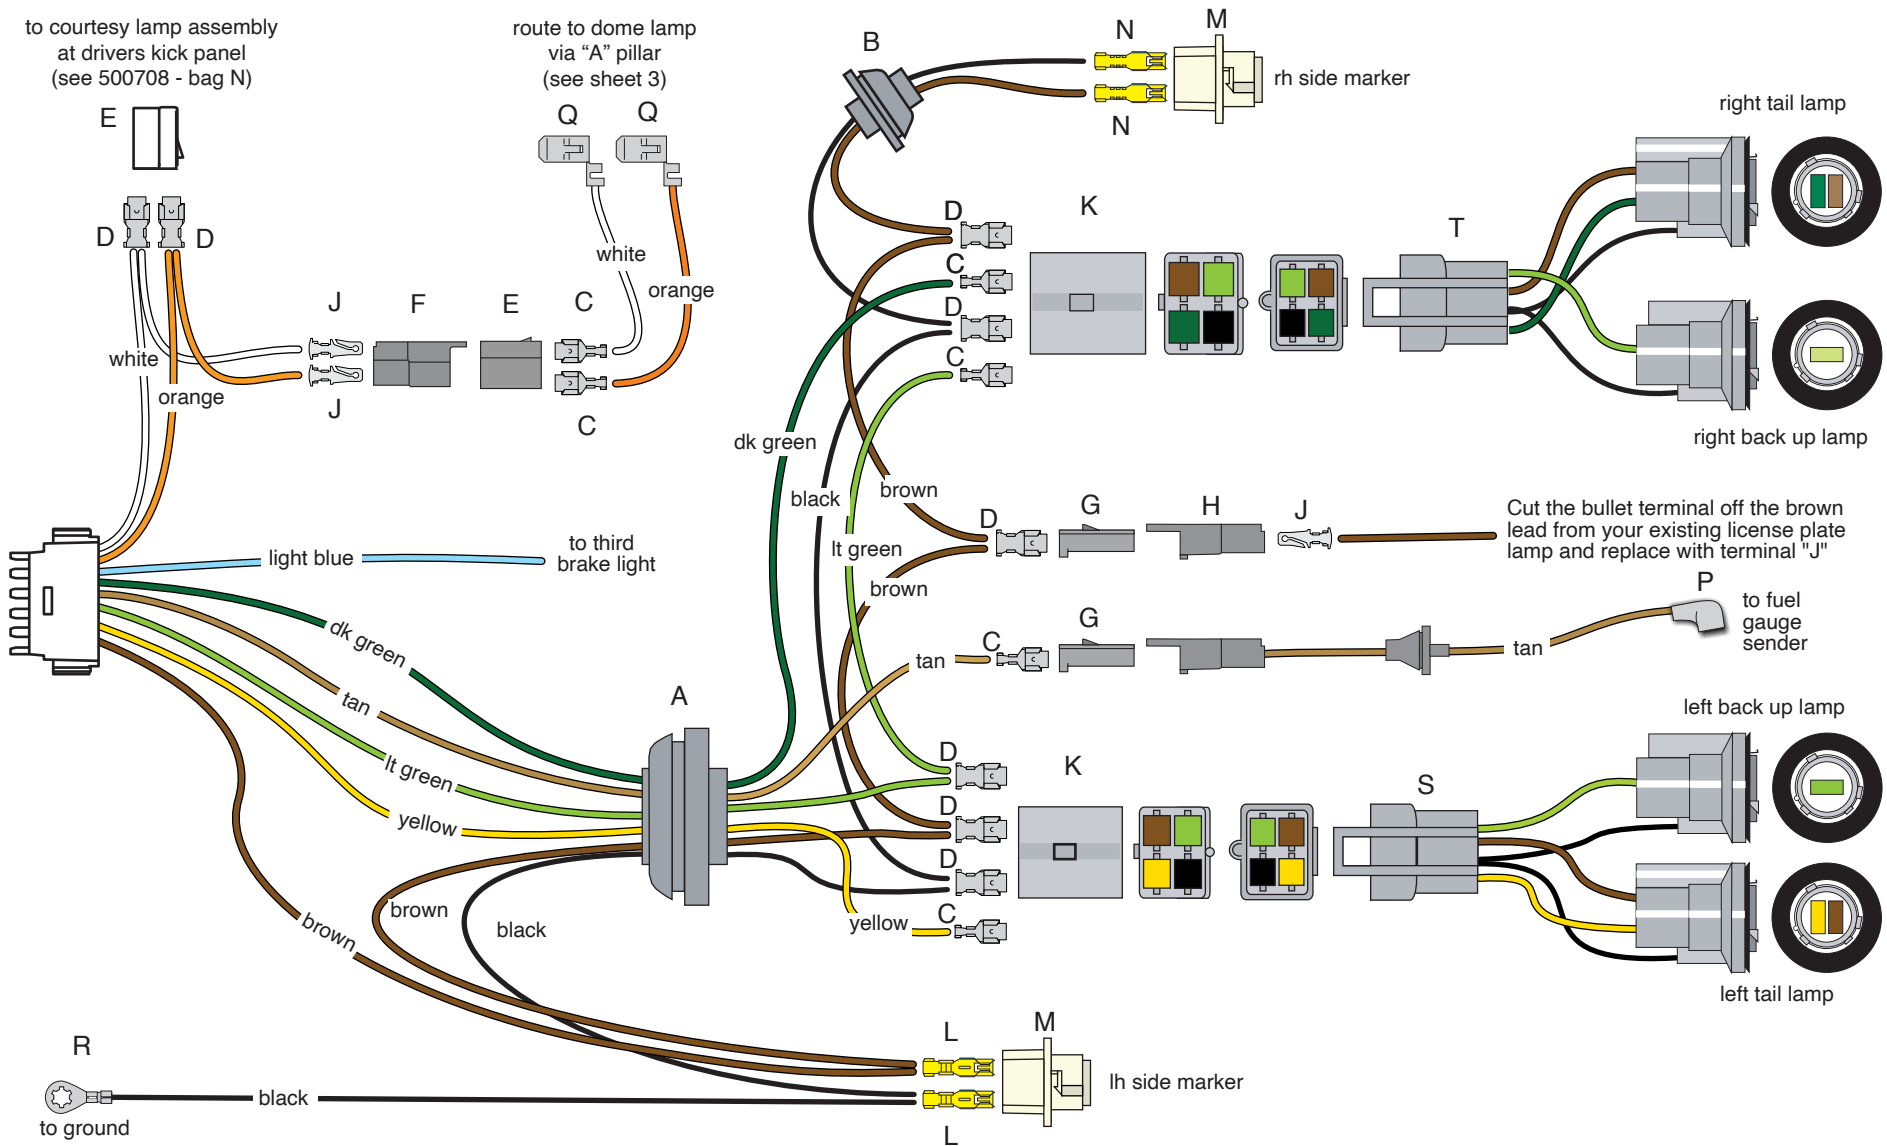 to courtesy lamp assembly
at drivers kick panel
(see 500708 - bag N)
route to dome lamp
via “A” pillar
(see sheet 3)
E
Q
Q
B
N
M
rh side marker
N
right tail lamp
D
D
white
orange
D
K
T
C
D
C
J
F
E
C
white
orange
J
C
right back up lamp
dk green
black
brown
D
G
H
J
Cut the bullet terminal off the brown
lead from your existing license plate
lamp and replace with terminal "J"
light blue
to third
brake light
lt green
brown
P
to fuel
gauge
sender
dk green
tan
C
G
tan
tan
A
left back up lamp
lt green
yellow
D
K
S
D
D
C
brown
brown
black
yellow
left tail lamp
R
L
M
lh side marker
black
to ground
L